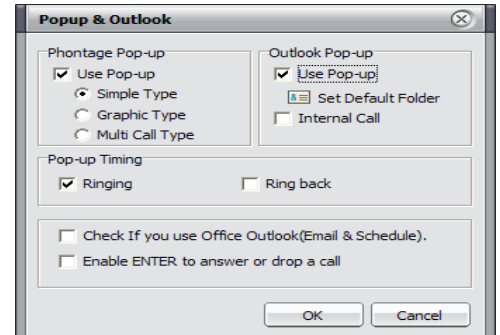 Popup & Outlook
Phontage Pop-up
Use Pop-up
Simple Type
Graphic Type
Multi Call Type
Outlook Pop-up
Use Pop-up
Set Default Folder
Internal Call
Pop-up Timing
Ringing
Ring back
Check If you use Office Outlook(Email & Schedule).
Enable ENTER to answer or drop a call
OK
Cancel